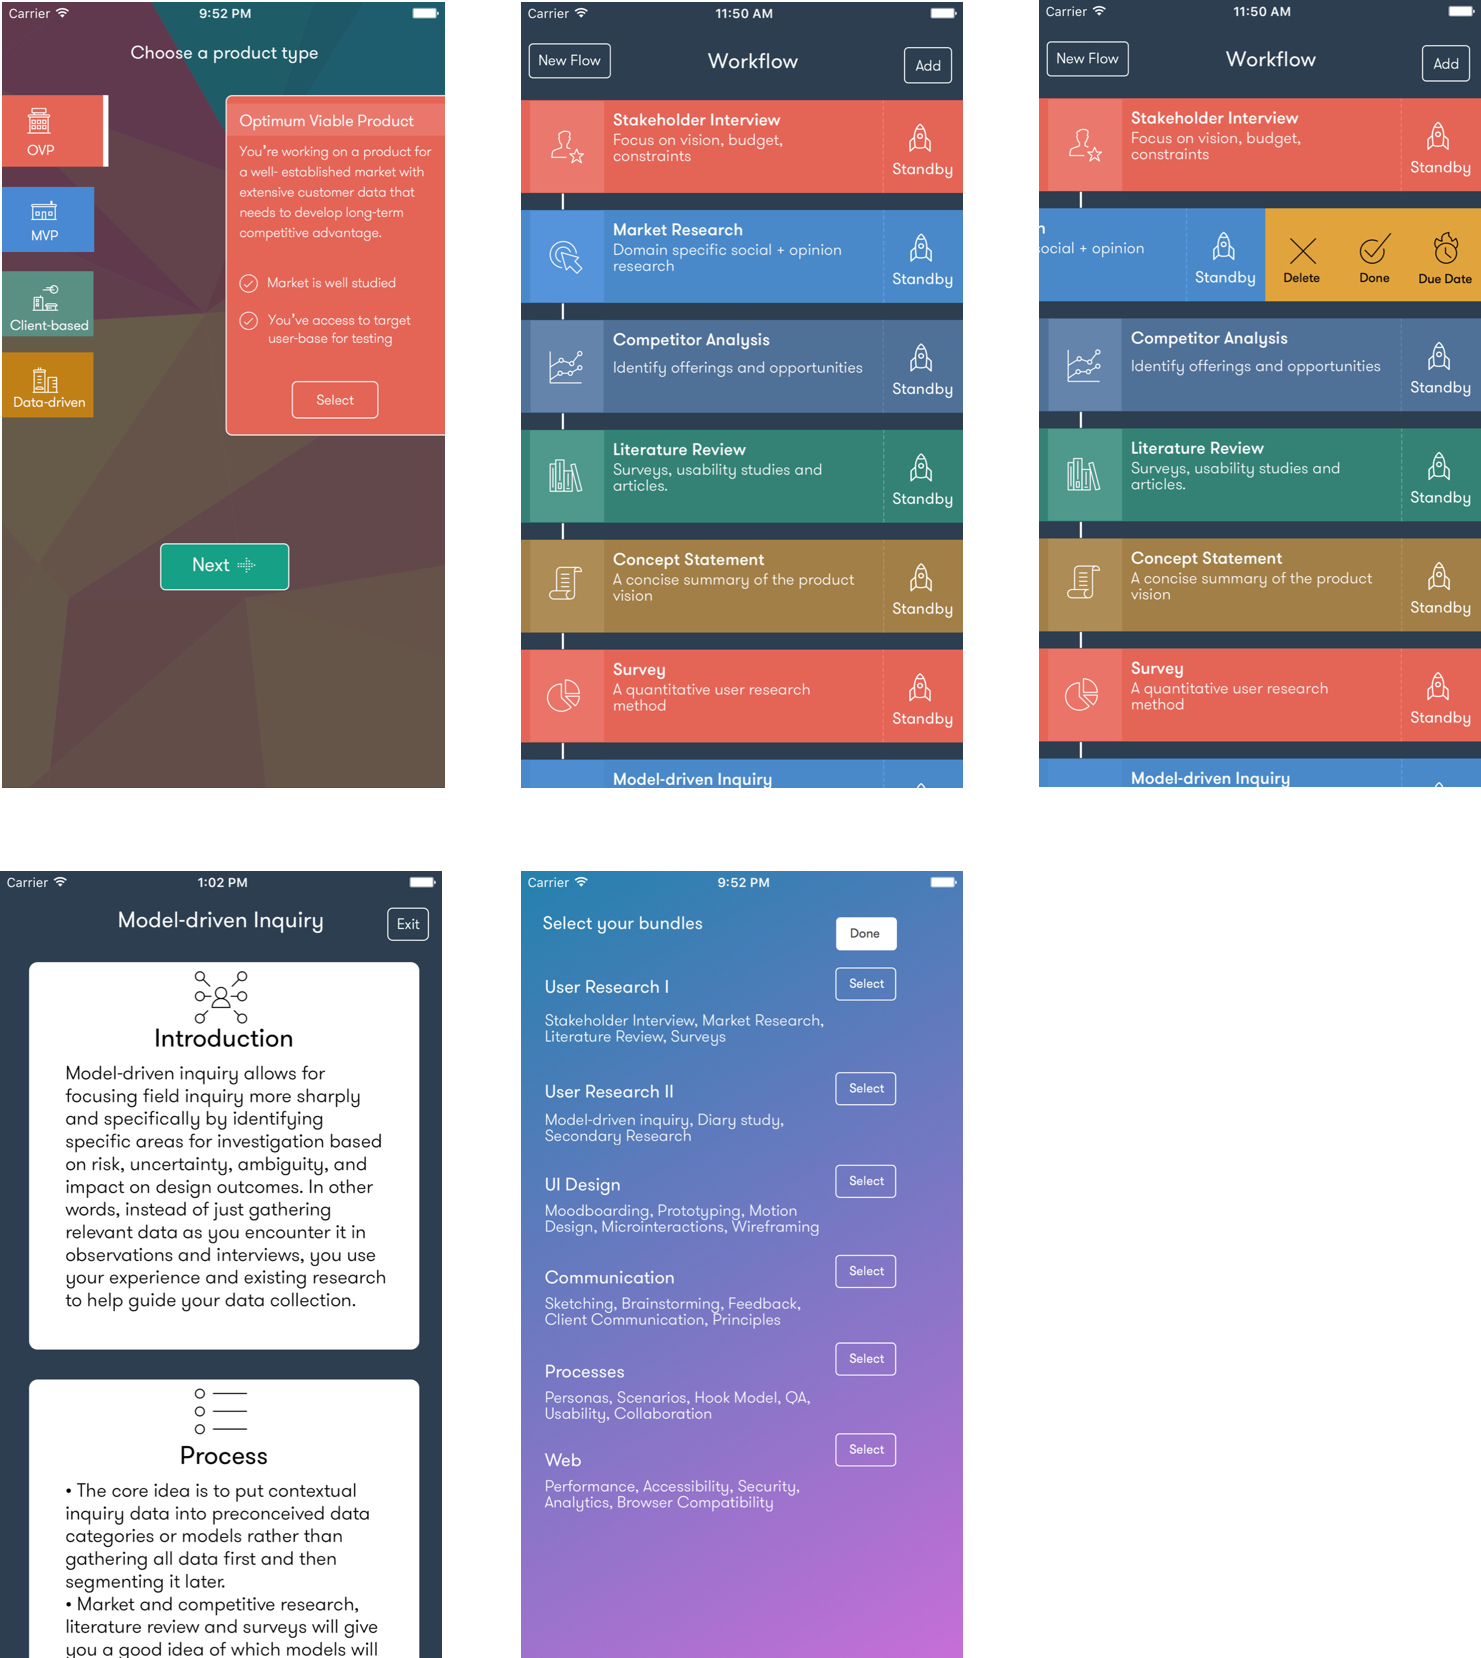 Carrier
9:52 PM
Choose a product type
OVP
MVP
Client-based
Data-driven
Optimum Viable Product
You're working on a product for
a well- established market with
extensive customer data that
needs to develop long-term
competitive advantage.
Market is well studied
You've access to target
user-base for testing
Select
Next
Carrier
11:50 AM
New Flow
Workflow
Add
Stakeholder Interview
Focus on vision, budget,
constraints
Standby
Market Research
Domain specific social + opinion
research
Standby
Competitor Analysis
Identify offerings and opportunities
Standby
Literature Review
Surveys, usability studies and
articles.
Standby
Concept Statement
A concise summary of the product
vision
Standby
Survey
A quantitative user research
method
Standby
Model-driven Inquiry
Carrier
11:50 AM
New Flow
Workflow
Add
Stakeholder Interview
Focus on vision, budget,
constraints
Standby
h
social + opinion
Standby
Delete
Done
Due Date
Competitor Analysis
Identify offerings and opportunities
Standby
Literature Review
Surveys, usability studies and
articles.
Standby
Concept Statement
A concise summary of the product
vision
Standby
Survey
A quantitative user research
method
Standby
Model-driven Inquiry
Carrier
1:02 PM
Model-driven Inquiry
Exit
Introduction
Model-driven inquiry allows for
focusing field inquiry more sharply
and specifically by identifying
specific areas for investigation based
on risk, uncertainty, ambiguity, and
impact on design outcomes. In other
words, instead of just gathering
relevant data as you encounter it in
observations and interviews, you use
your experience and existing research
to help guide your data collection.
Process
• The core idea is to put contextual
inquiry data into preconceived data
categories or models rather than
gathering all data first and then
segmenting it later.
• Market and competitive research,
literature review and surveys will give
you a good idea of which models will
Carrier
9:52 PM
Select your bundles
Done
User Research I
Select
Stakeholder Interview, Market Research,
Literature Review, Surveys
User Research II
Select
Model-driven inquiry, Diary study,
Secondary Research
UI Design
Select
Moodboarding, Prototyping, Motion
Design, Microinteractions, Wireframing
Communication
Select
Sketching, Brainstorming, Feedback,
Client Communication, Principles
Processes
Select
Personas, Scenarios, Hook Model, QA,
Usability, Collaboration
Web
Select
Performance, Accessibility, Security,
Analytics, Browser Compatibility